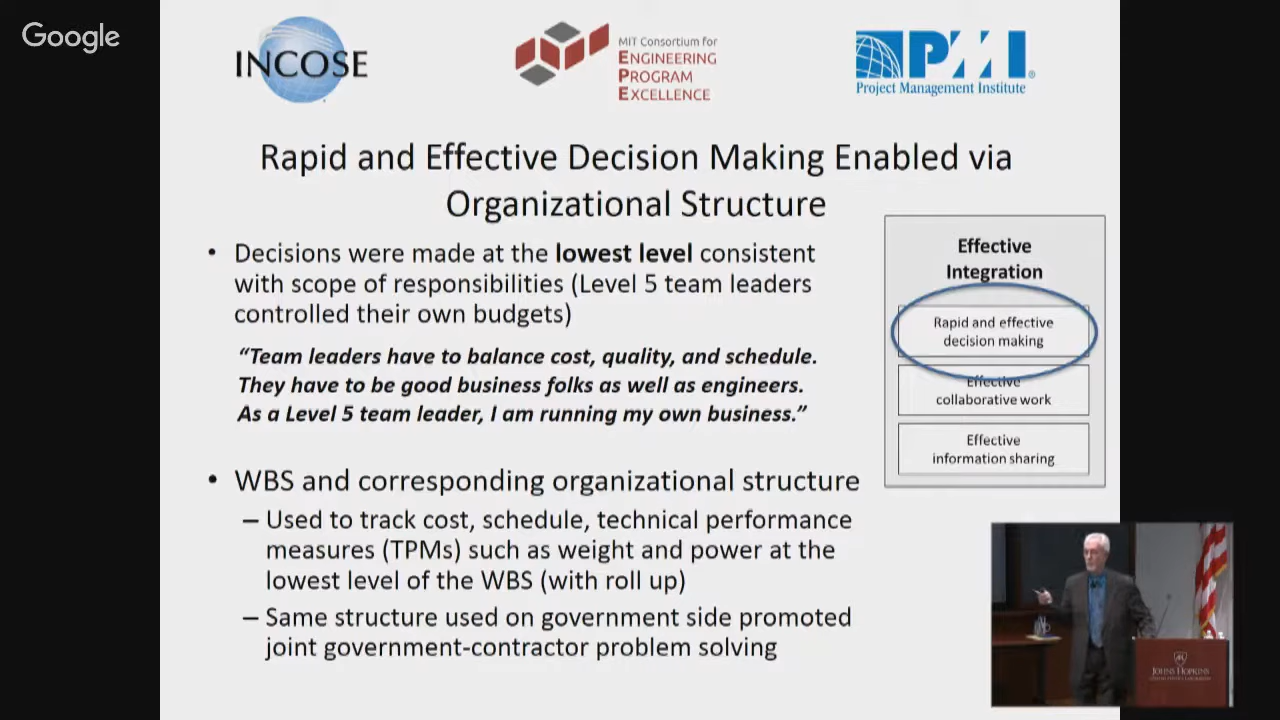 Google
INCOSE
MIT Consortium for
ENGINEERING
PROGRAM
EXCELLENCE
PMI
®
Project Management Institute
Rapid and Effective Decision Making Enabled via
Organizational Structure
• Decisions were made at the lowest level consistent
with scope of responsibilities (Level 5 team leaders
controlled their own budgets)
“Team leaders have to balance cost, quality, and schedule.
They have to be good business folks as well as engineers.
As a Level 5 team leader, I am running my own business.”
• WBS and corresponding organizational structure
– Used to track cost, schedule, technical performance
measures (TPMs) such as weight and power at the
lowest level of the WBS (with roll up)
– Same structure used on government side promoted
joint government-contractor problem solving
Effective
Integration
Rapid and effective
decision making
Effective
collaborative work
Effective
information sharing
JOHNS HOPKINS